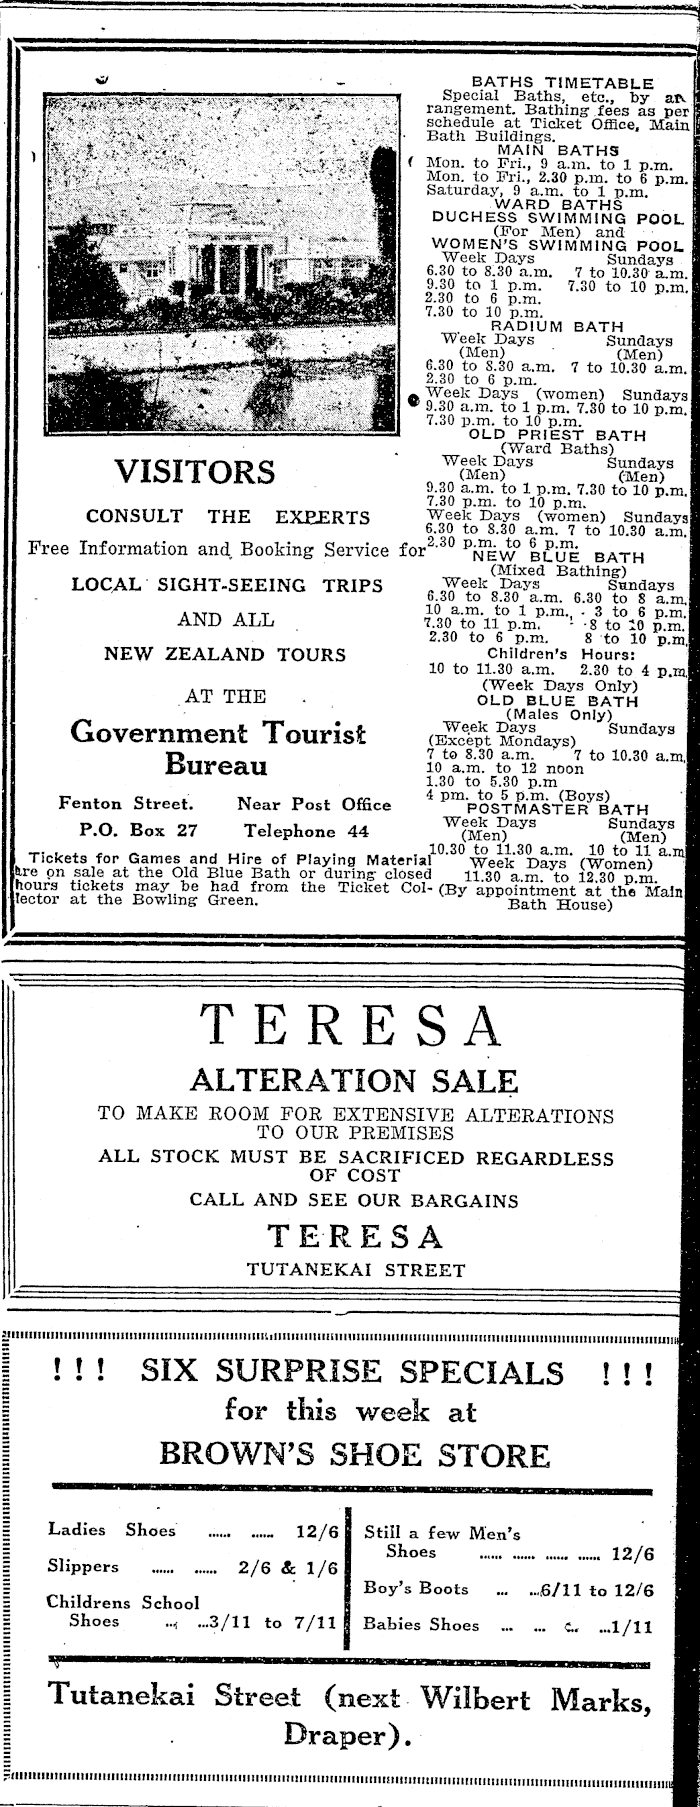 VISITORS
CONSULT THE EXPERTS
Free Information and Booking Service for
LOCAL SIGHT-SEEING TRIPS
AND ALL
NEW ZEALAND TOURS
AT THE
Government Tourist
Bureau
Fenton Street. Near Post Office
P.O. Box 27 Telephone 44
Tickets for Games and Hire of Playing Material
are on sale at the Old Blue Bath or during closed
hours tickets may be had from the Ticket Col-
lector at the Bowling Green.
BATHS TIMETABLE
Special Baths, etc., by ar-
rangement. Bathing fees as per
schedule at Ticket Office, Main
Bath Buildings.
MAIN BATHS
Mon. to Fri., 9 a.m. to 1 p.m.
Mon. to Fri., 2.30 p.m. to 6 p.m.
Saturday, 9 a.m. to 1 p.m.
WARD BATHS
DUCHESS SWIMMING POOL
(For Men) and
WOMEN'S SWIMMING POOL
Week Days Sundays
6.30 to 8.30 a.m. 7 to 10.30 a.m.
9.30 to 1 p.m. 7.30 to 10 p.m.
2.30 to 6 p.m.
7.30 to 10 p.m.
RADIUM BATH
Week Days Sundays
(Men) (Men)
6.30 to 8.30 a.m. 7 to 10.30 a.m.
2.30 to 6 p.m.
Week Days (women) Sundays
9.30 a.m. to 1 p.m. 7.30 to 10 p.m.
7.30 p.m. to 10 p.m.
OLD PRIEST BATH
(Ward Baths)
Week Days Sundays
(Men) (Men)
9.30 a.m. to 1 p.m. 7.30 to 10 p.m.
7.30 p.m. to 10 p.m.
Week Days (women) Sundays
6.30 to 8.30 a.m. 7 to 10.30 a.m.
2.30 p.m. to 6 p.m.
NEW BLUE BATH
(Mixed Bathing)
Week Days Sundays
6.30 to 8.30 a.m. 6.30 to 8 a.m.
10 a.m. to 1 p.m., 3 to 6 p.m.
7.30 to 11 p.m. 8 to 10 p.m.
2.30 to 6 p.m. 8 to 10 p.m.
Children's Hours:
10 to 11.30 a.m. 2.30 to 4 p.m.
(Week Days Only)
OLD BLUE BATH
(Males Only)
Week Days Sundays
(Except Mondays)
7 to 8.30 a.m. 7 to 10.30 a.m.
10 a.m. to 12 noon
1.30 to 5.30 p.m
4 pm. to 5 p.m. (Boys)
POSTMASTER BATH
Week Days Sundays
(Men) (Men)
10.30 to 11.30 a.m. 10 to 11 a.m
Week Days (Women)
11.30 a.m. to 12.30 p.m.
(By appointment at the Main
Bath House)
TERESA
ALTERATION SALE
TO MAKE ROOM FOR EXTENSIVE ALTERATIONS
TO OUR PREMISES
ALL STOCK MUST BE SACRIFICED REGARDLESS
OF COST
CALL AND SEE OUR BARGAINS
TERESA
TUTANEKAI STREET
!!! SIX SURPRISE SPECIALS !!!
for this week at
BROWN'S SHOE STORE
Ladies Shoes ...... ...... 12/6
Slippers ...... ...... 2/6 & 1/6
Childrens School
Shoes ... ...3/11 to 7/11
Still a few Men's
Shoes ...... ...... ...... ...... 12/6
Boy's Boots ... ...6/11 to 12/6
Babies Shoes ... ... ... ...1/11
Tutanekai Street (next Wilbert Marks,
Draper).